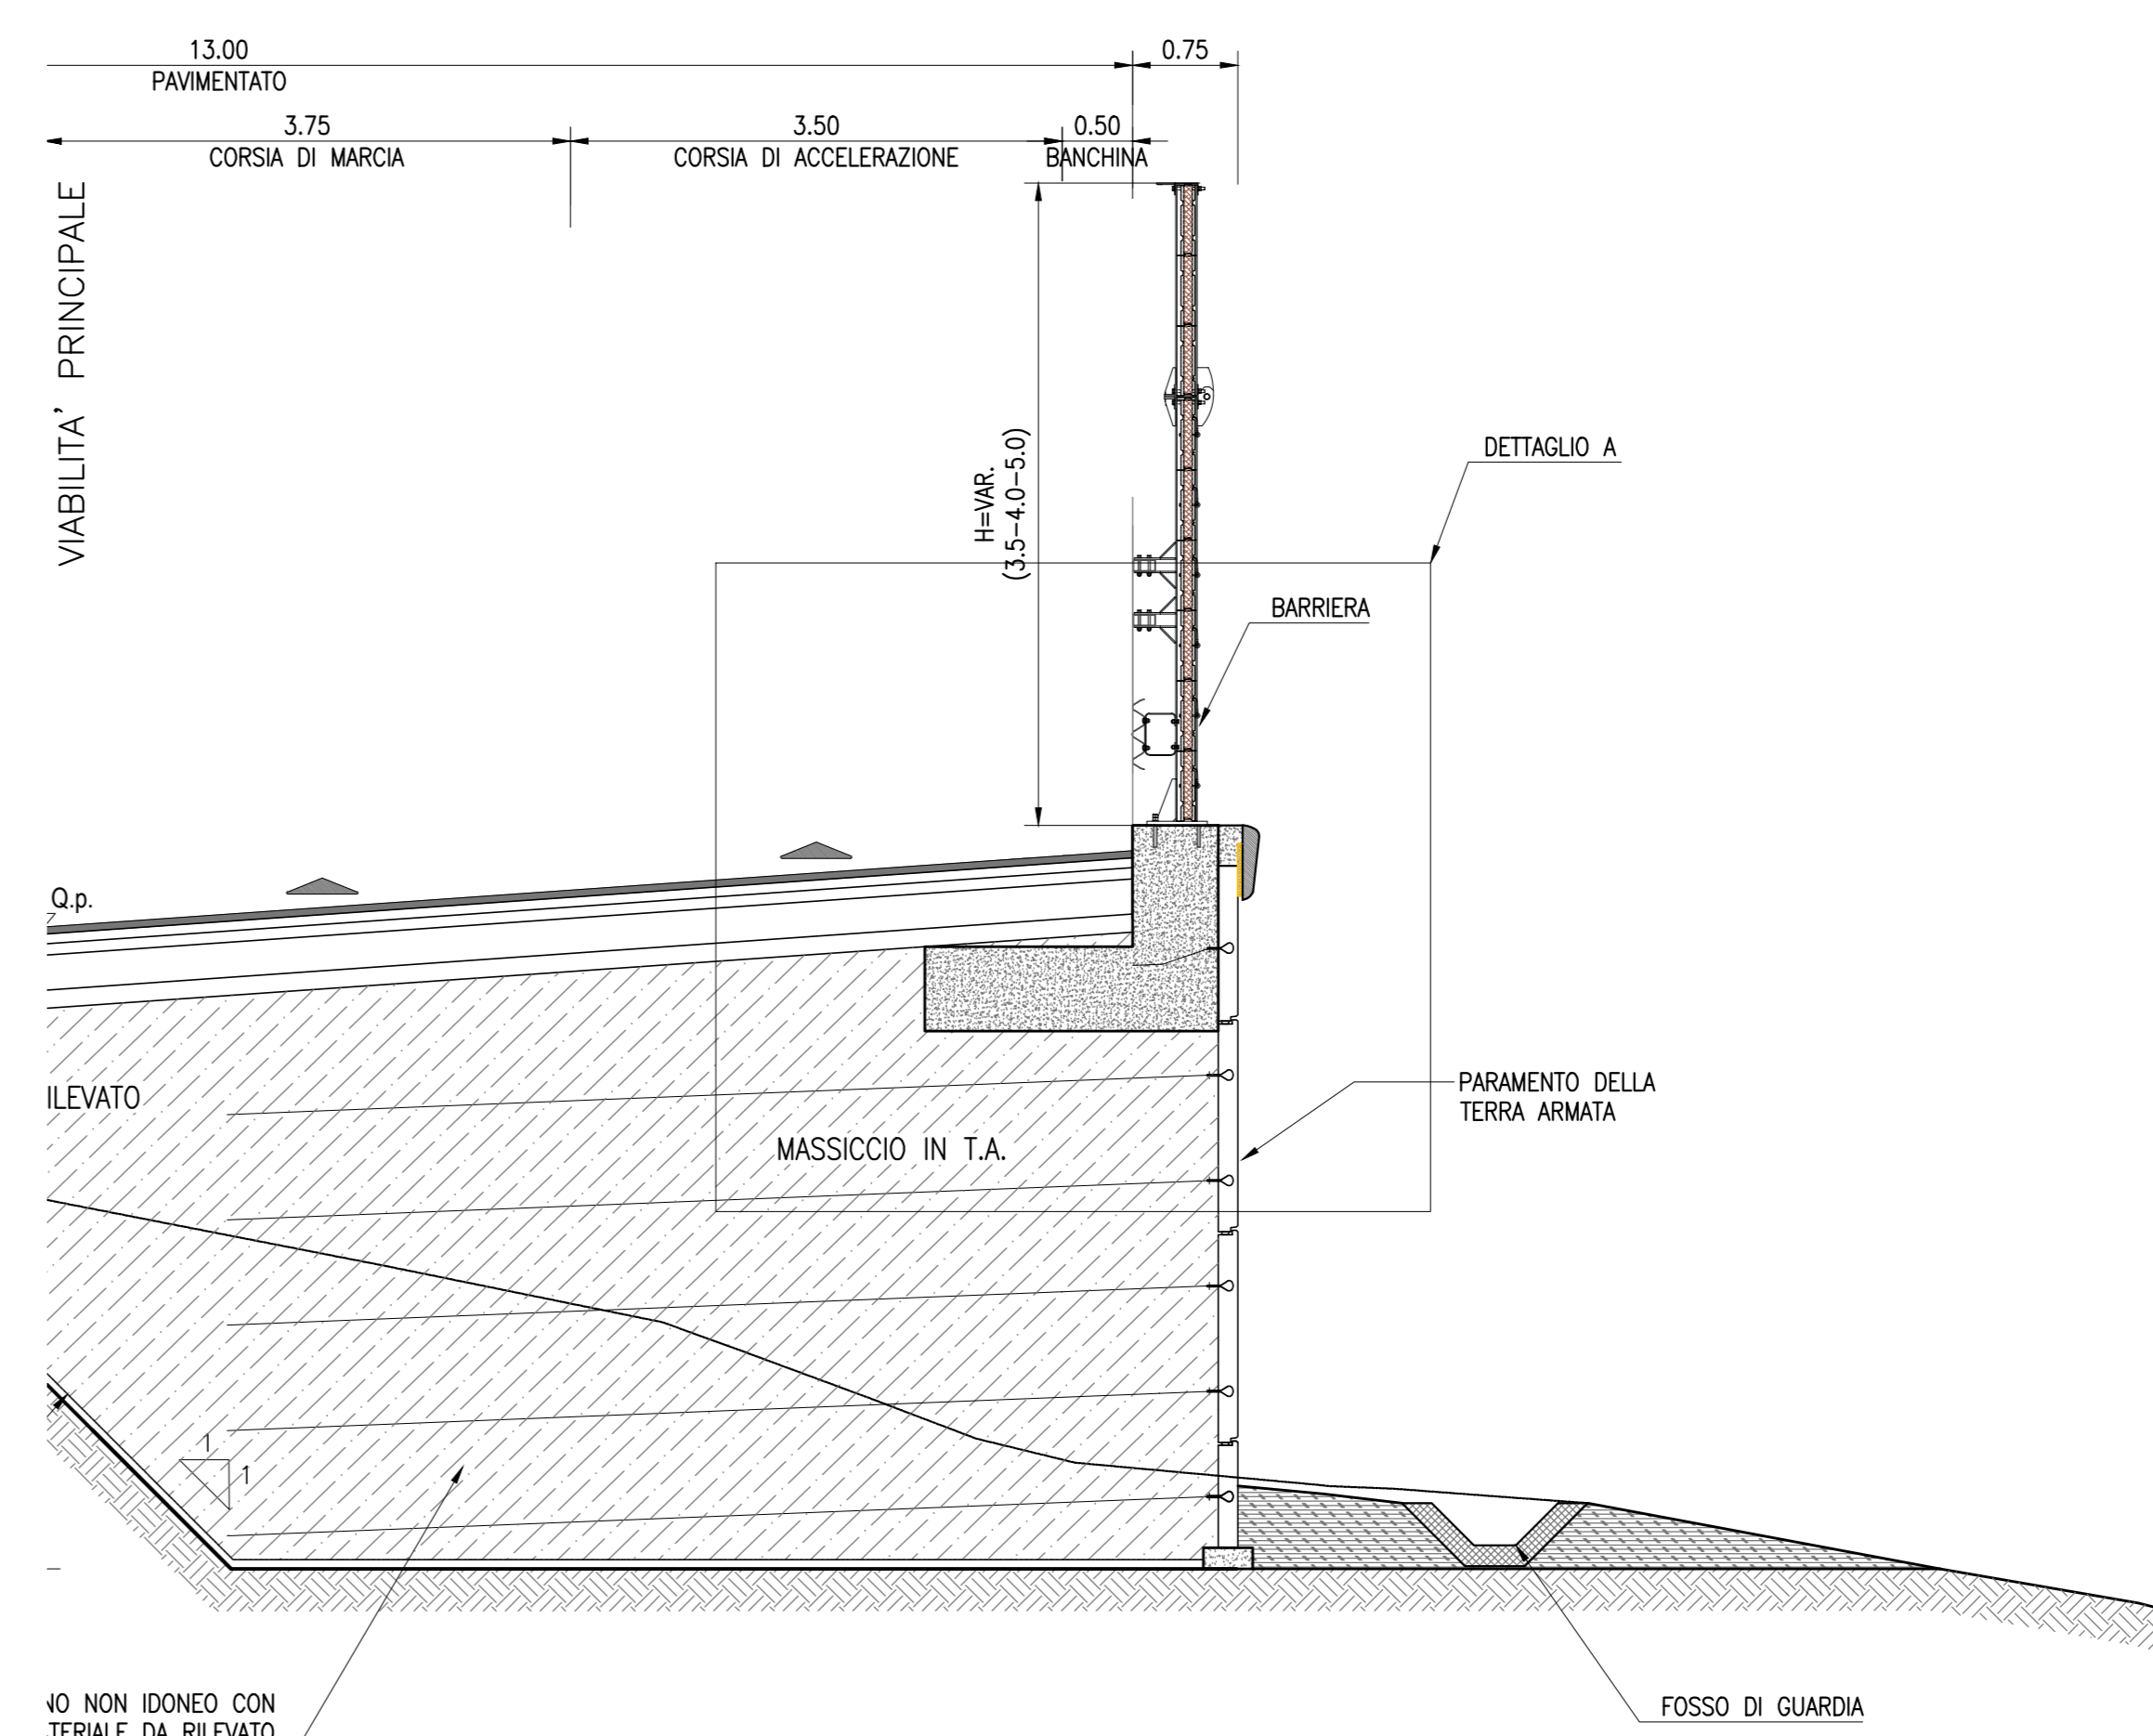 13.00
0.75
PAVIMENTATO
3.75
3.50
0.50
CORSIA DI MARCIA
CORSIA DI ACCELERAZIONE
BANCHINA
VIABILITA' PRINCIPALE
H=VAR.
(3.5-4.0-5.0)
DETTAGLIO A
BARRIERA
Q.p.
ILEVATO
PARAMENTO DELLA
TERRA ARMATA
MASSICCIO IN T.A.
1
1
NON IDONEO CON
DA RILEVATO
FOSSO DI GUARDIA